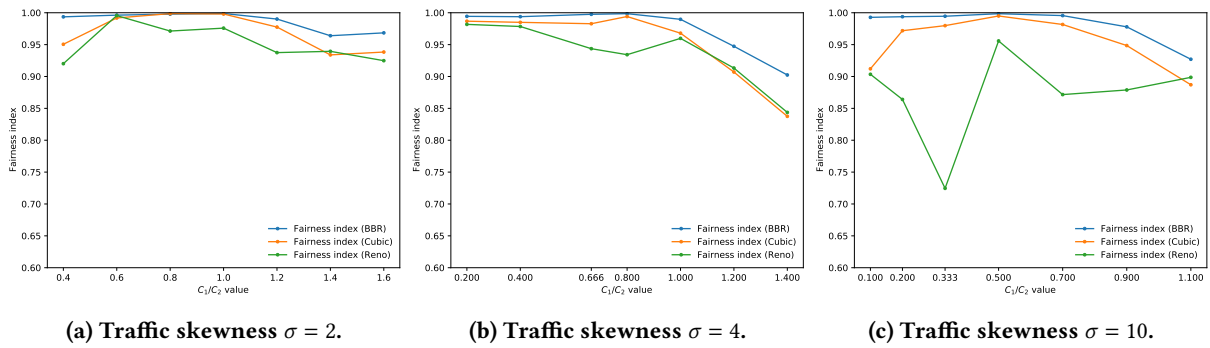 1.00
0.95
0.90
0.85
0.80
0.75
0.70
0.65
0.60
Fairness index
Fairness index (BBR)
Fairness index (Cubic)
Fairness index (Reno)
0.4 0.6 0.8 1.0 1.2 1.4 1.6
C₁/C₂ value
(a) Traffic skewness σ = 2.
1.00
0.95
0.90
0.85
0.80
0.75
0.70
0.65
0.60
Fairness index
Fairness index (BBR)
Fairness index (Cubic)
Fairness index (Reno)
0.200 0.400 0.666 0.800 1.000 1.200 1.400
C₁/C₂ value
(b) Traffic skewness σ = 4.
1.00
0.95
0.90
0.85
0.80
0.75
0.70
0.65
0.60
Fairness index
Fairness index (BBR)
Fairness index (Cubic)
Fairness index (Reno)
0.100 0.200 0.333 0.500 0.700 0.900 1.100
C₁/C₂ value
(c) Traffic skewness σ = 10.